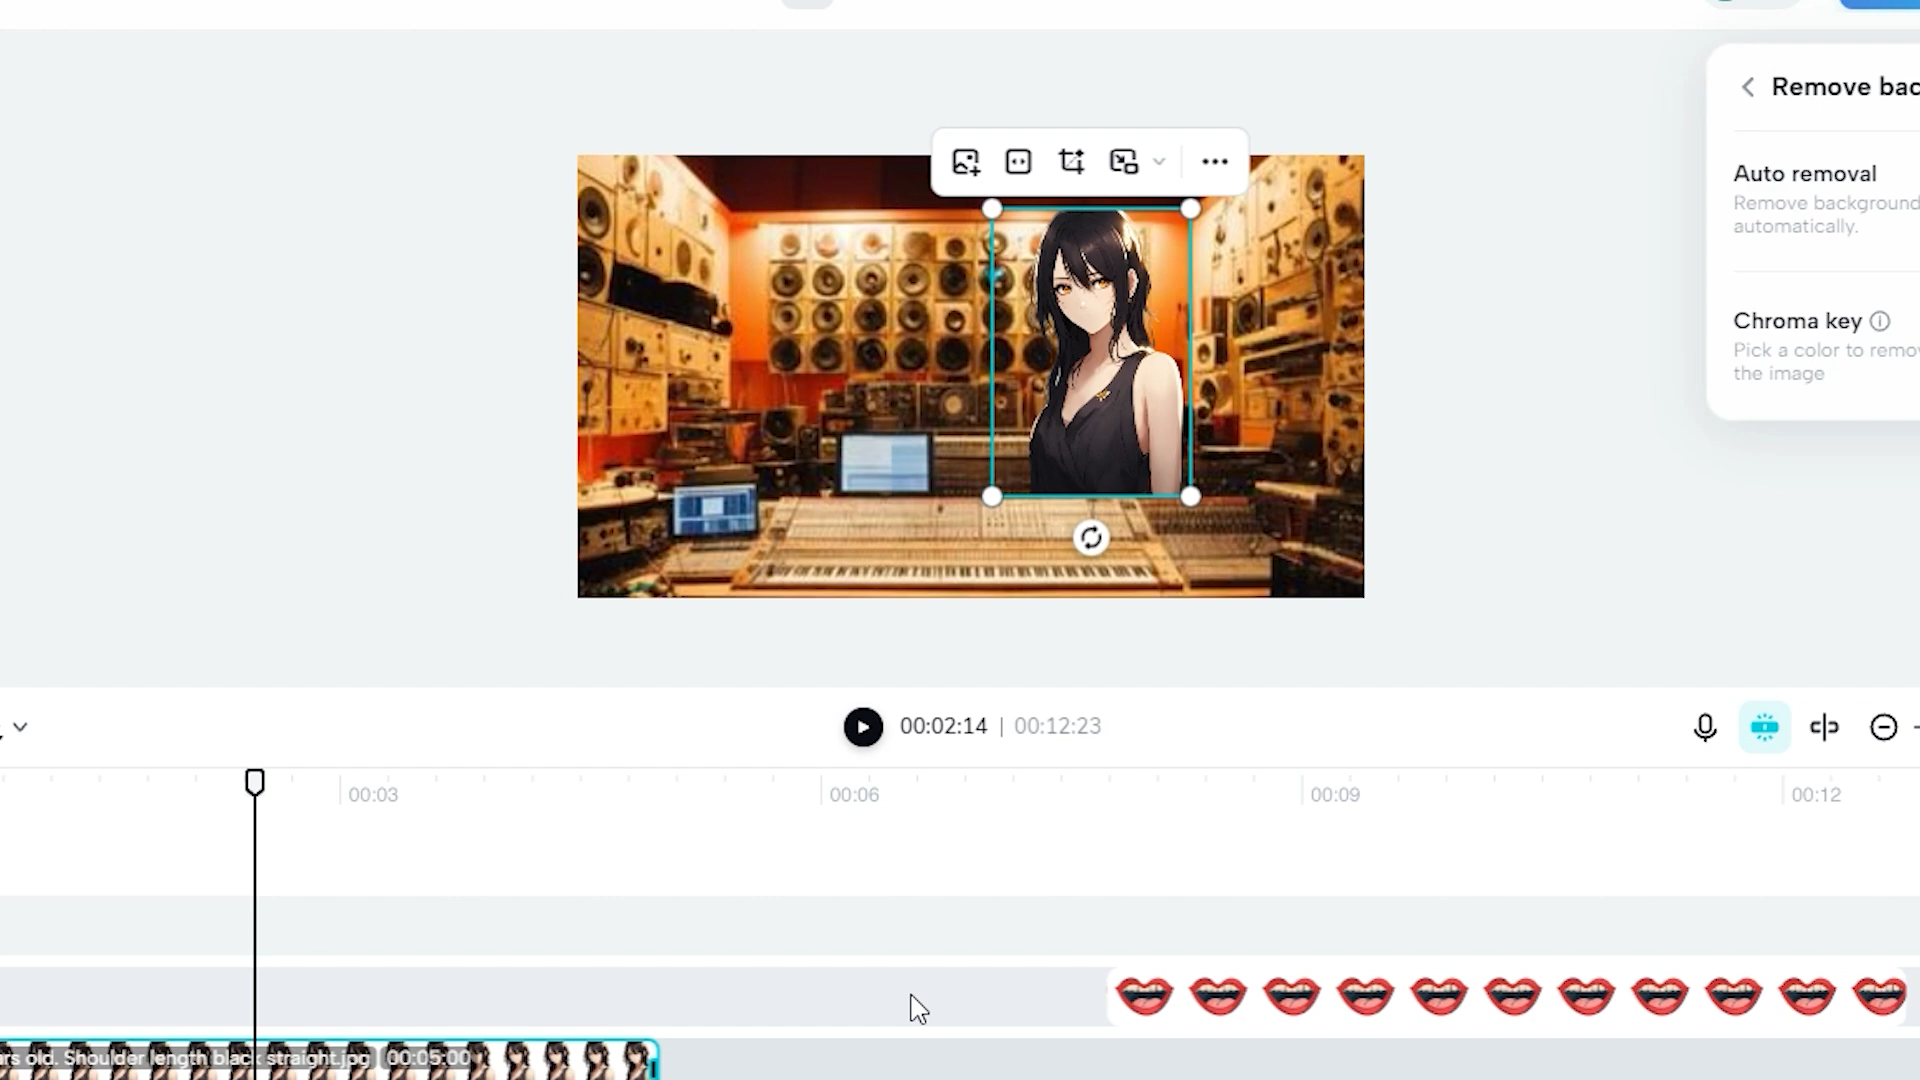 Remove bac
Auto removal
Remove background
automatically.
Chroma key
Pick a color to remov
the image
00:02:14 | 00:12:23
00:03
00:06
00:09
00:12
rs old. Shoulder length black straight.jpg 00:05:00